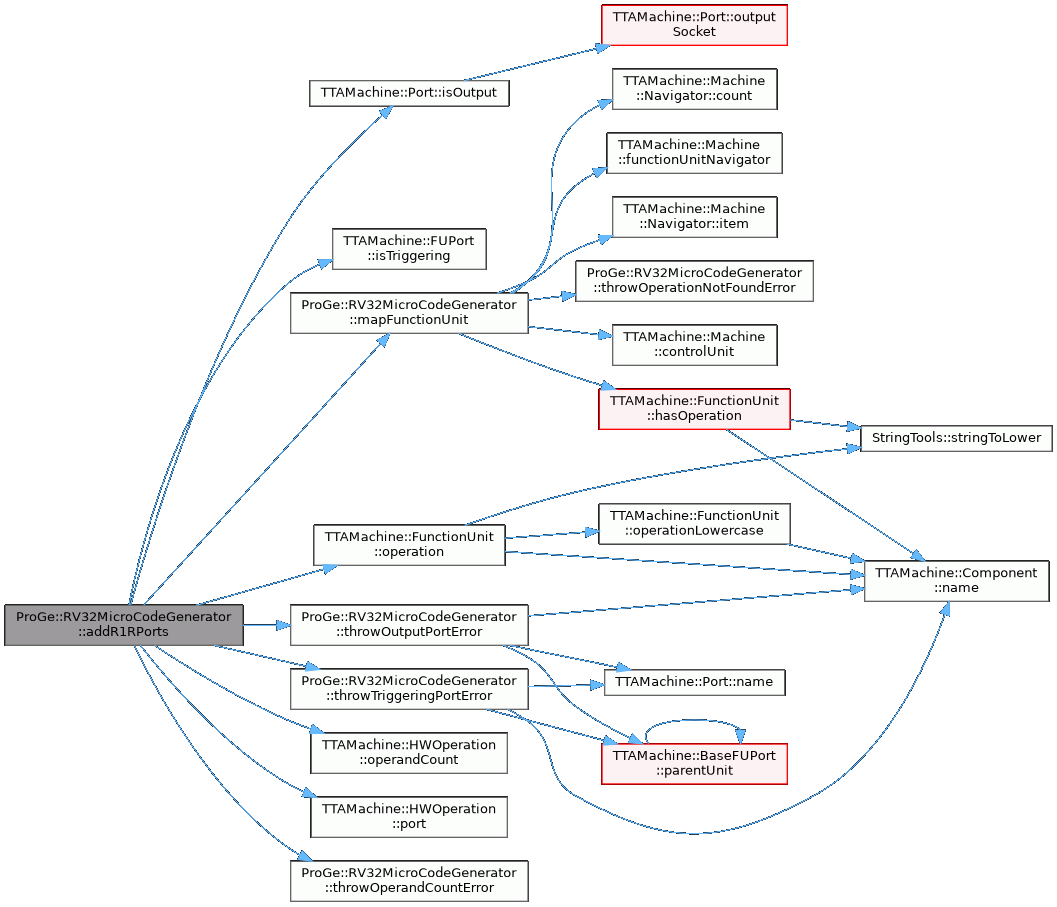 TTAMachine::Port::output
Socket
TTAMachine::Port::isOutput
TTAMachine::Machine
::Navigator::count
TTAMachine::Machine
::functionUnitNavigator
TTAMachine::Machine
::Navigator::item
TTAMachine::FUPort
::isTriggering
ProGe::RV32MicroCodeGenerator
::throwOperationNotFoundError
ProGe::RV32MicroCodeGenerator
::mapFunctionUnit
TTAMachine::Machine
::controlUnit
TTAMachine::FunctionUnit
::hasOperation
StringTools::stringToLower
TTAMachine::FunctionUnit
::operationLowercase
TTAMachine::FunctionUnit
::operation
TTAMachine::Component
::name
ProGe::RV32MicroCodeGenerator
::addR1RPorts
ProGe::RV32MicroCodeGenerator
::throwOutputPortError
ProGe::RV32MicroCodeGenerator
::throwTriggeringPortError
TTAMachine::Port::name
TTAMachine::HWOperation
::operandCount
TTAMachine::BaseFUPort
::parentUnit
TTAMachine::HWOperation
::port
ProGe::RV32MicroCodeGenerator
::throwOperandCountError